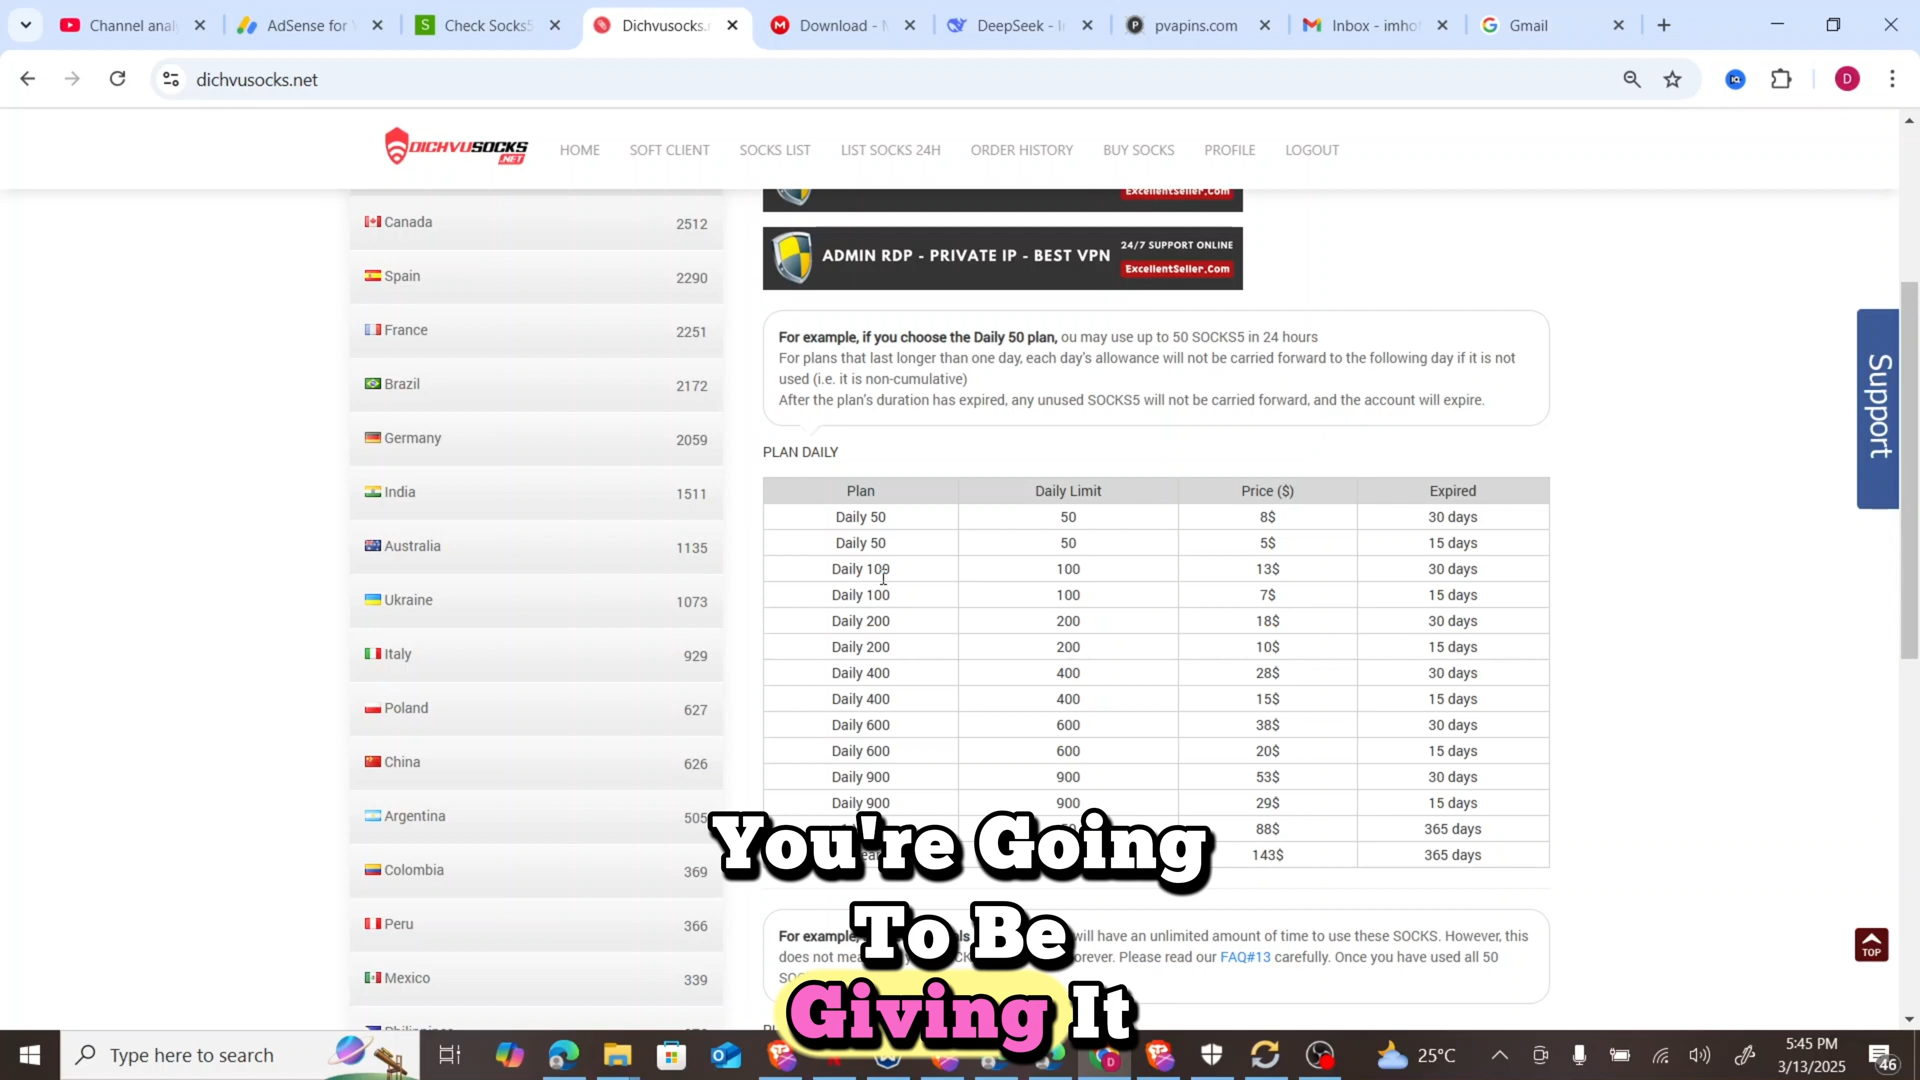 Channel anal
AdSense for Y
Check Socks5
Dichvusocks.
Download - M
DeepSeek - In
pvapins.com
Inbox - imhot
Gmail
dichvusocks.net
D
DICHVUSOCKS
.NET
HOME
SOFT CLIENT
SOCKS LIST
LIST SOCKS 24H
ORDER HISTORY
BUY SOCKS
PROFILE
LOGOUT
Canada 2512
Spain 2290
France 2251
Brazil 2172
Germany 2059
India 1511
Australia 1135
Ukraine 1073
Italy 929
Poland 627
China 626
Argentina 505
Colombia 369
Peru 366
Mexico 339
ExcellentSeller.Com
ADMIN RDP - PRIVATE IP - BEST VPN
24/7 SUPPORT ONLINE
ExcellentSeller.Com
For example, if you choose the Daily 50 plan, ou may use up to 50 SOCKS5 in 24 hours
For plans that last longer than one day, each day's allowance will not be carried forward to the following day if it is not
used (i.e. it is non-cumulative)
After the plan's duration has expired, any unused SOCKS5 will not be carried forward, and the account will expire.
PLAN DAILY
Plan Daily Limit Price ($) Expired
Daily 50 50 8$ 30 days
Daily 50 50 5$ 15 days
Daily 100 100 13$ 30 days
Daily 100 100 7$ 15 days
Daily 200 200 18$ 30 days
Daily 200 200 10$ 15 days
Daily 400 400 28$ 30 days
Daily 400 400 15$ 15 days
Daily 600 600 38$ 30 days
Daily 600 600 20$ 15 days
Daily 900 900 53$ 30 days
Daily 900 900 29$ 15 days
88$ 365 days
143$ 365 days
For example, will have an unlimited amount of time to use these SOCKS. However, this
does not mea forever. Please read our FAQ#13 carefully. Once you have used all 50
Support
TOP
You're Going
To Be
Giving It
Type here to search
25°C
5:45 PM
3/13/2025
46